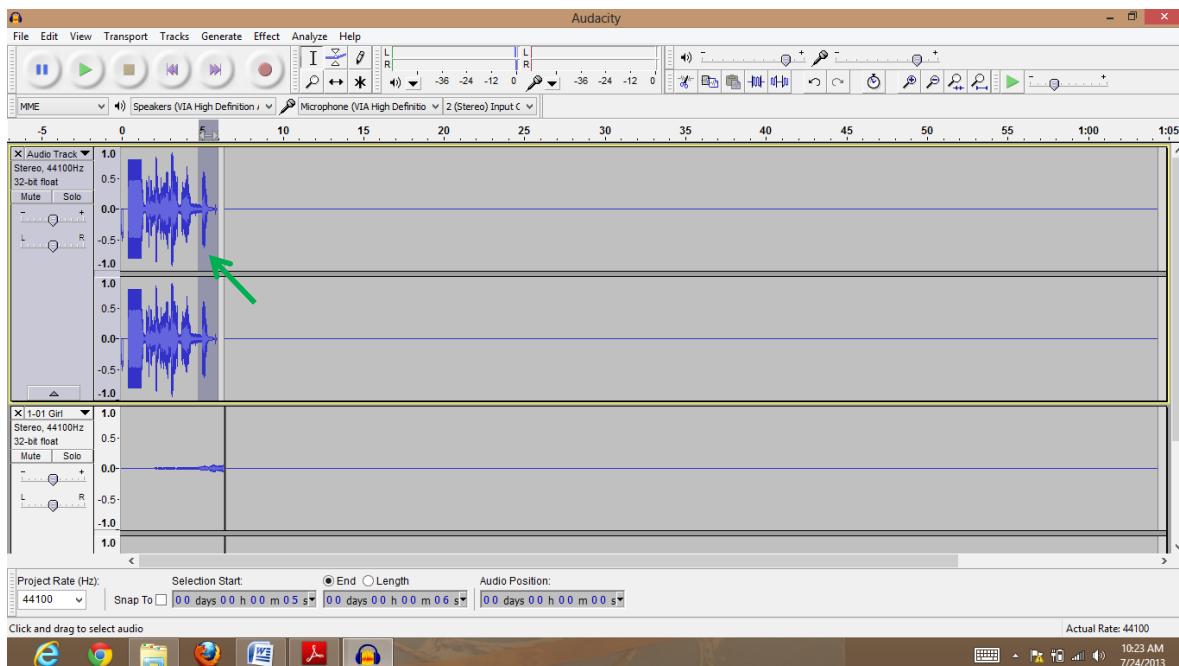 Audacity
File Edit View Transport Tracks Generate Effect Analyze Help
L
R
L
R
-36 -24 -12 0
-36 -24 -12 0
MME
Speakers (VIA High Definition
Microphone (VIA High Definitio
2 (Stereo) Input C
-5 0 5 10 15 20 25 30 35 40 45 50 55 1:00 1:05
Audio Track
Stereo, 44100Hz
32-bit float
Mute Solo
- +
L R
1.0
0.5
0.0
-0.5
-1.0
1.0
0.5
0.0
-0.5
-1.0
1-01 Girl
Stereo, 44100Hz
32-bit float
Mute Solo
- +
L R
1.0
0.5
0.0
-0.5
-1.0
1.0
Project Rate (Hz): Selection Start: End Length Audio Position:
44100 Snap To 00 days 00 h 00 m 05 s 00 days 00 h 00 m 06 s 00 days 00 h 00 m 00 s
Click and drag to select audio Actual Rate: 44100
10:23 AM
7/24/2013